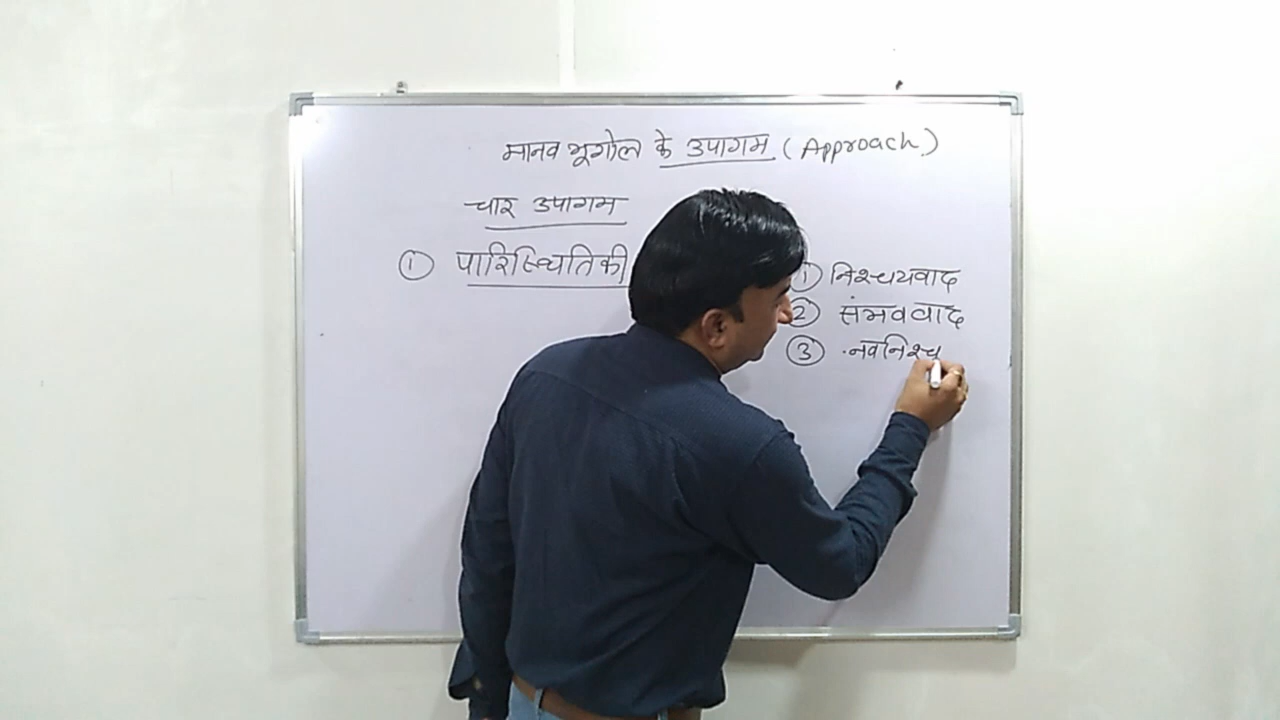 मानव भूगोल के उपागम (Approach)
चार उपागम
① पारिस्थितिकी
① निश्चयवाद
② संभववाद
③ नवनिश्च